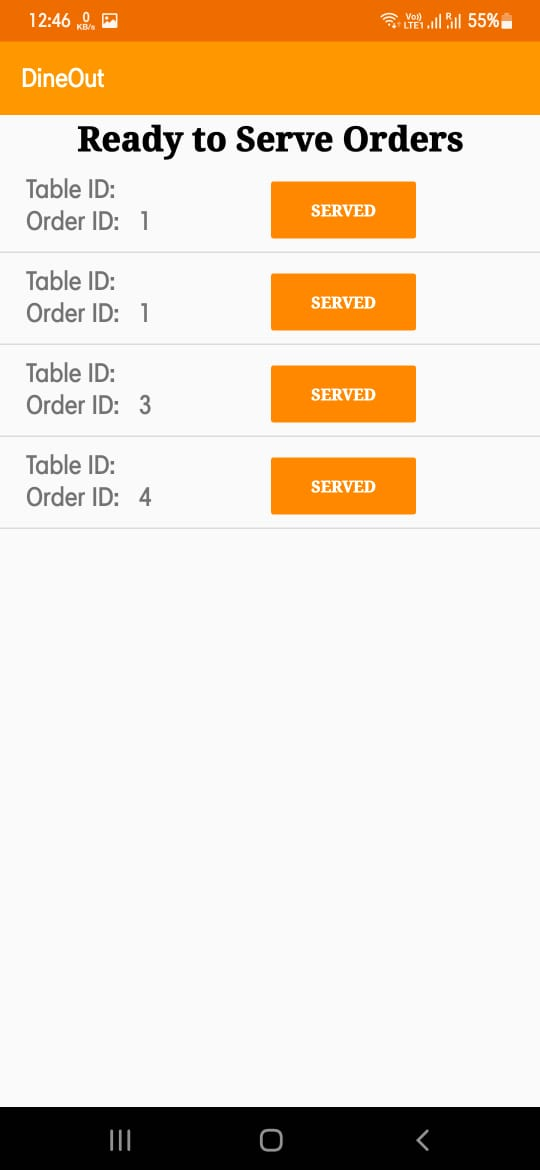 12:46 0 KB/s Vo)) LTE1 R 55%
DineOut
Ready to Serve Orders
Table ID:
Order ID: 1
SERVED
Table ID:
Order ID: 1
SERVED
Table ID:
Order ID: 3
SERVED
Table ID:
Order ID: 4
SERVED